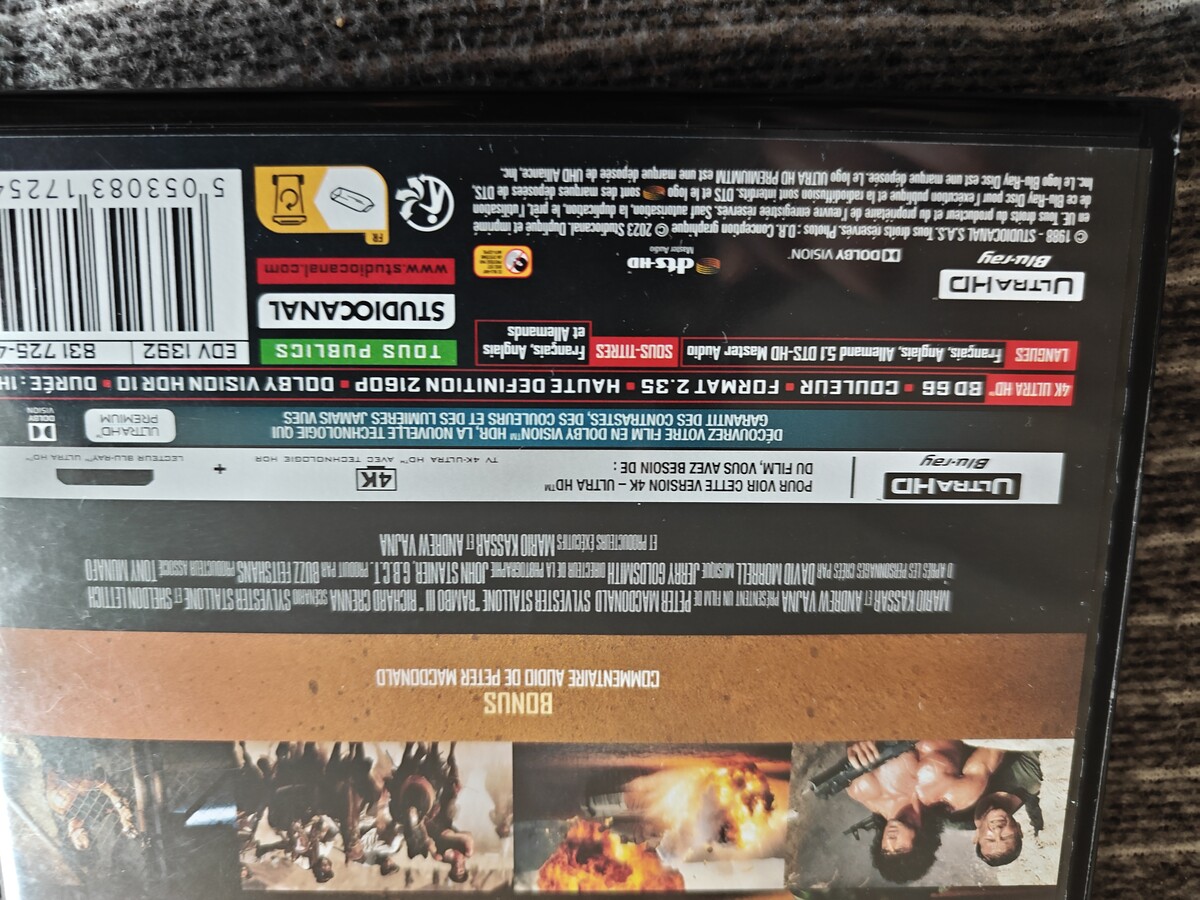 BONUS
COMMENTAIRE AUDIO DE PETER MACDONALD
MARIO KASSAR ET ANDREW VAJNA PRÉSENTENT UN FILM DE PETER MACDONALD SYLVESTER STALLONE "RAMBO III" RICHARD CRENNA SCÉNARIO SYLVESTER STALLONE ET SHELDON LETTICH
D'APRÈS LES PERSONNAGES CRÉÉS PAR DAVID MORRELL MUSIQUE JERRY GOLDSMITH DIRECTEUR DE LA PHOTOGRAPHIE JOHN STANIER, G.B.C.T. PRODUIT PAR BUZZ FEITSHANS PRODUCTEUR ASSOCIÉ TONY MUNAFO
ET PRODUCTEURS EXÉCUTIFS MARIO KASSAR ET ANDREW VAJNA
ULTRA HD
Blu-ray
POUR VOIR CETTE VERSION 4K – ULTRA HD™
DU FILM, VOUS AVEZ BESOIN DE :
4K
TV 4K-ULTRA HD™ AVEC TECHNOLOGIE HDR
+
LECTEUR BLU-RAY™ ULTRA HD™
DÉCOUVREZ VOTRE FILM EN DOLBY VISION™ HDR, LA NOUVELLE TECHNOLOGIE QUI
GARANTIT DES CONTRASTES, DES COULEURS ET DES LUMIÈRES JAMAIS VUES
ULTRA HD
PREMIUM™
DOLBY
VISION
4K ULTRA HD™ BD 66 • COULEUR • FORMAT 2.35 • HAUTE DEFINITION 2160P • DOLBY VISION HDR 10 • DURÉE : 1H
LANGUES Français, Anglais, Allemand 5.1 DTS-HD Master Audio
SOUS-TITRES Français, Anglais
et Allemands
TOUS PUBLICS
EDV 1392
831 725-4
STUDIOCANAL
www.studiocanal.com
ULTRA HD
Blu-ray
DOLBY VISION™
dts-HD
Master Audio
© 1988 - STUDIOCANAL S.A.S. Tous droits réservés. Photos : D.R. Conception graphique © 2023 Studiocanal. Dupliqué et imprimé
en UE Tous droits du producteur et du propriétaire de l'œuvre enregistrée réservés. Sauf autorisation, la duplication, le prêt, l'utilisation
de ce Blu-Ray Disc pour l'exécution publique et la radiodiffusion sont interdits. DTS et le logo sont des marques déposées de DTS,
Inc. Le logo Blu-Ray Disc est une marque déposée. Le logo ULTRA HD PREMIUMTM est une marque déposée de UHD Alliance, Inc.
FR
5 053083 17254